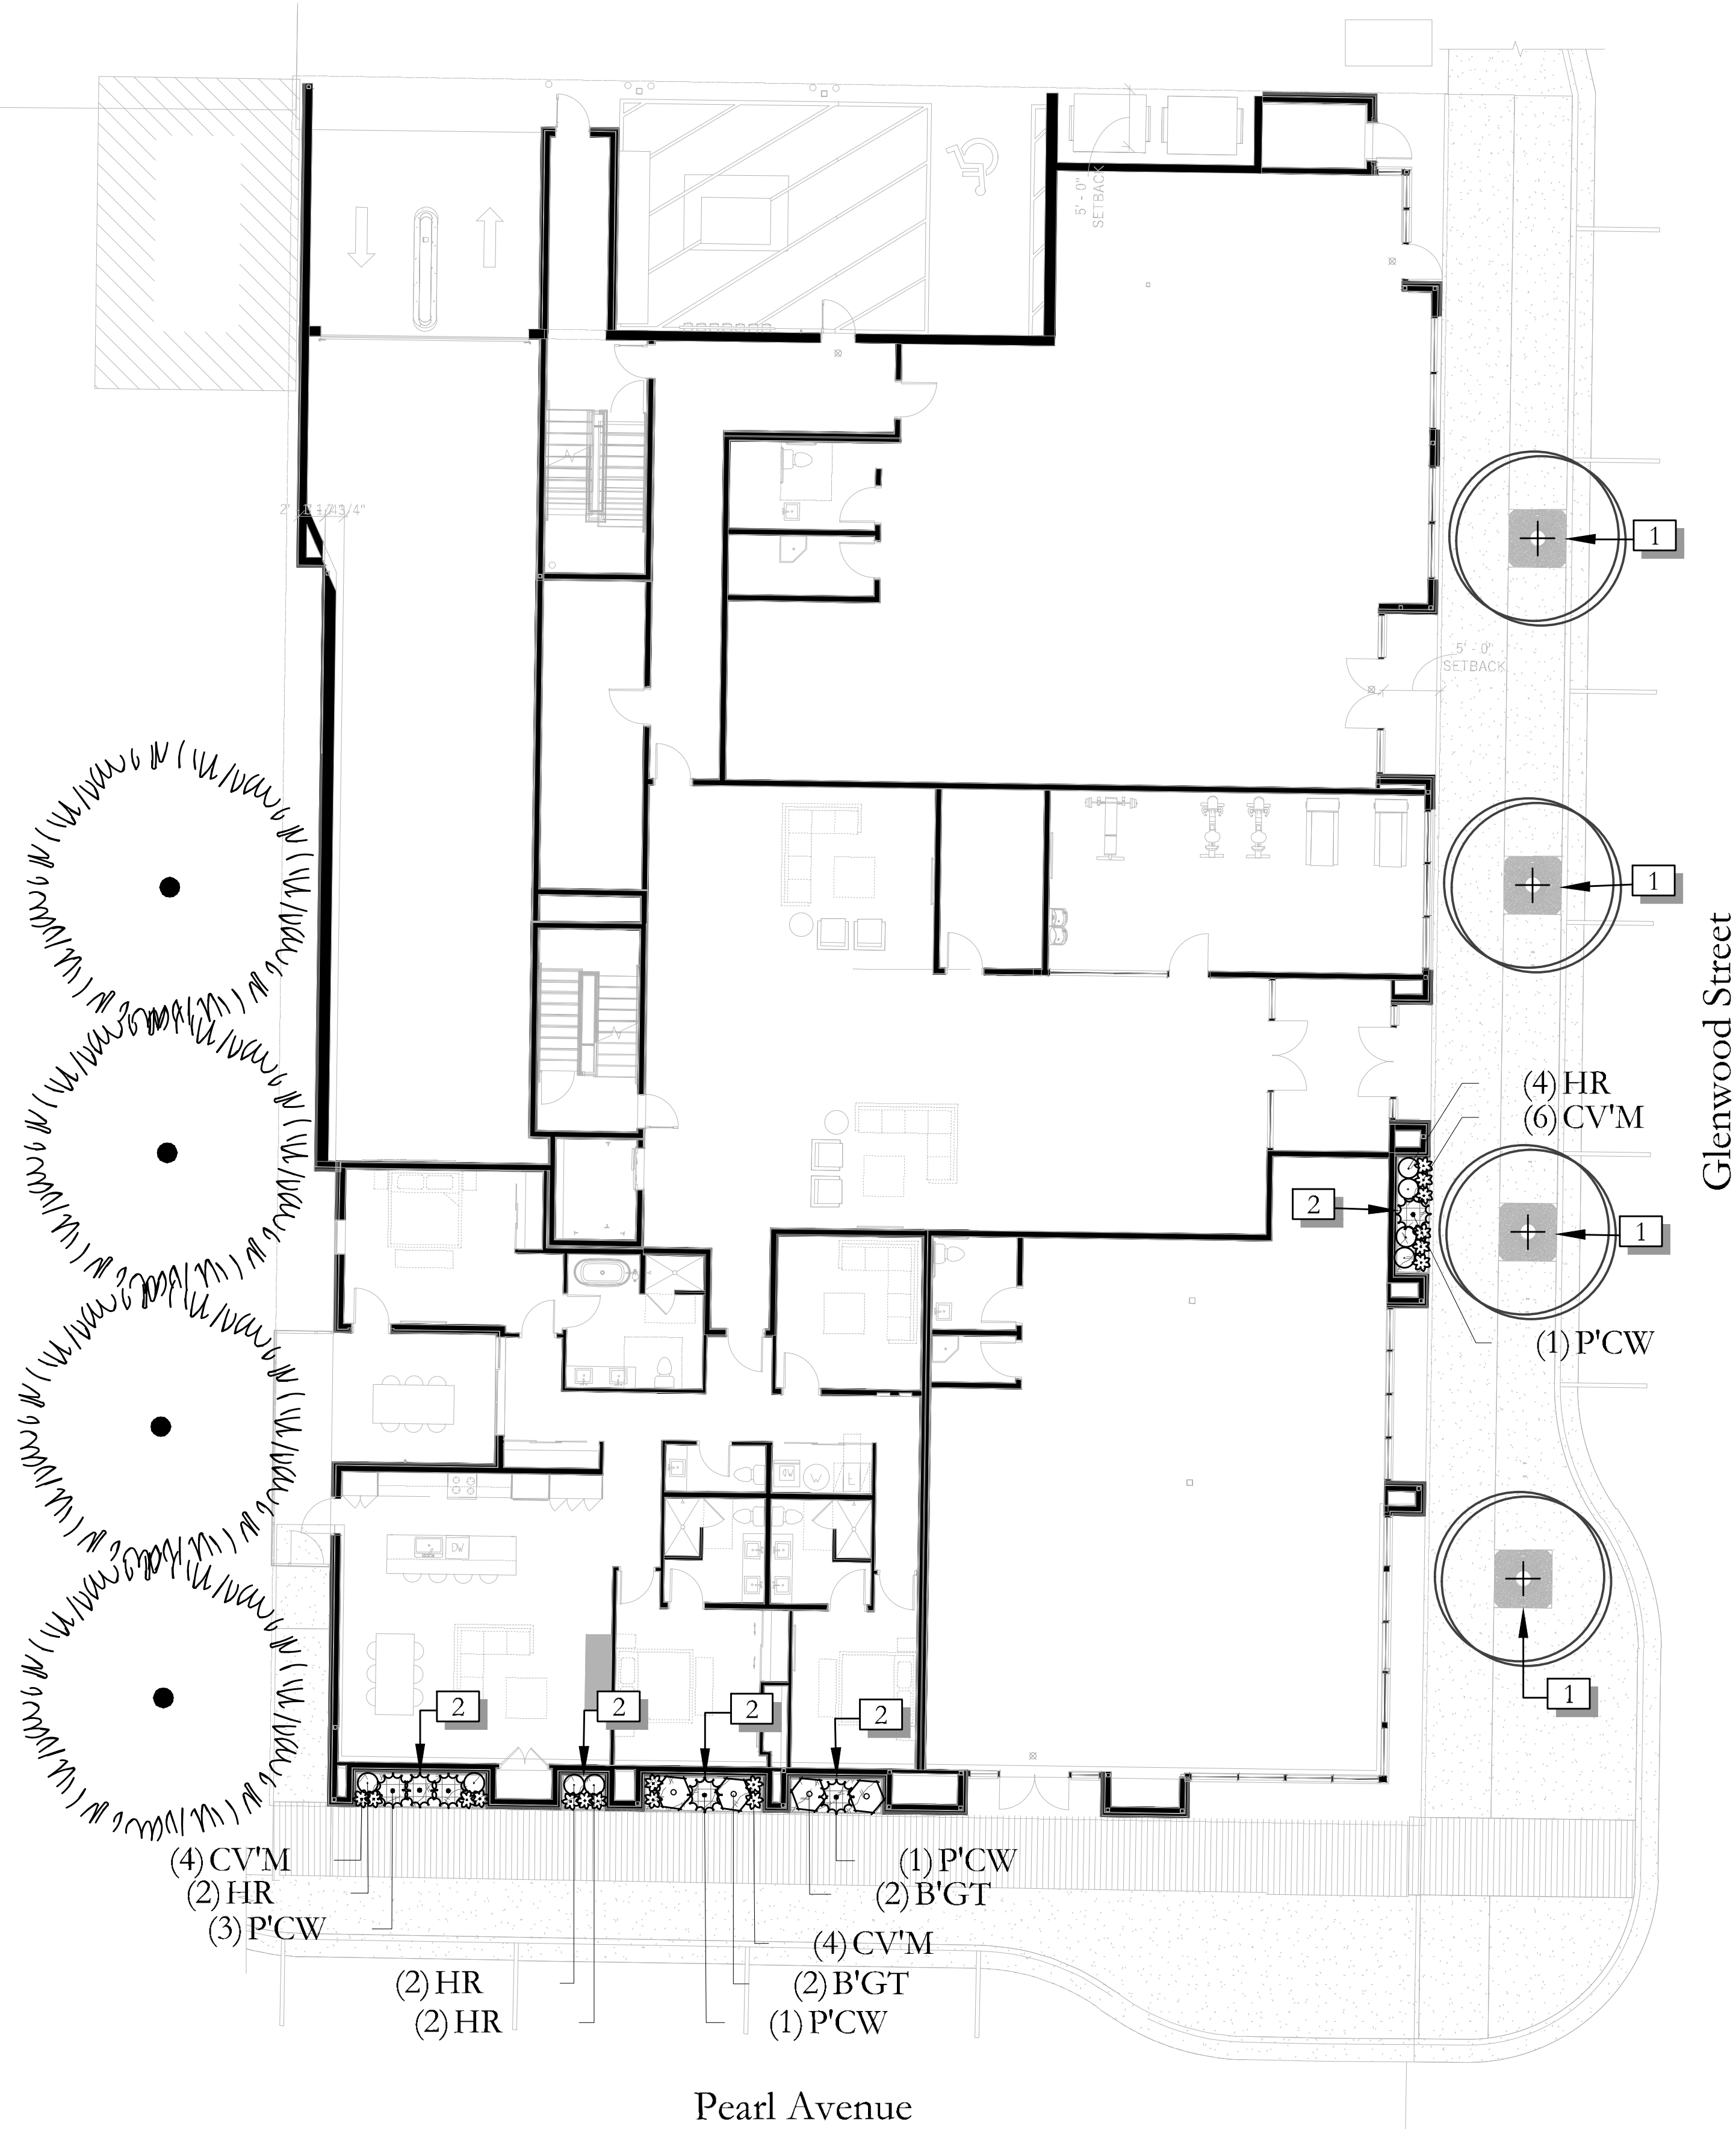 5' - 0"
SETBACK
1
5' - 0"
SETBACK
1
Glenwood Street
(4) HR
(6) CV'M
2
1
(1) P'CW
DW
W
L
DW
1
2
2
2
2
(4) CV'M
(2) HR
(3) P'CW
(1) P'CW
(2) B'GT
(4) CV'M
(2) HR
(2) B'GT
(2) HR
(1) P'CW
Pearl Avenue